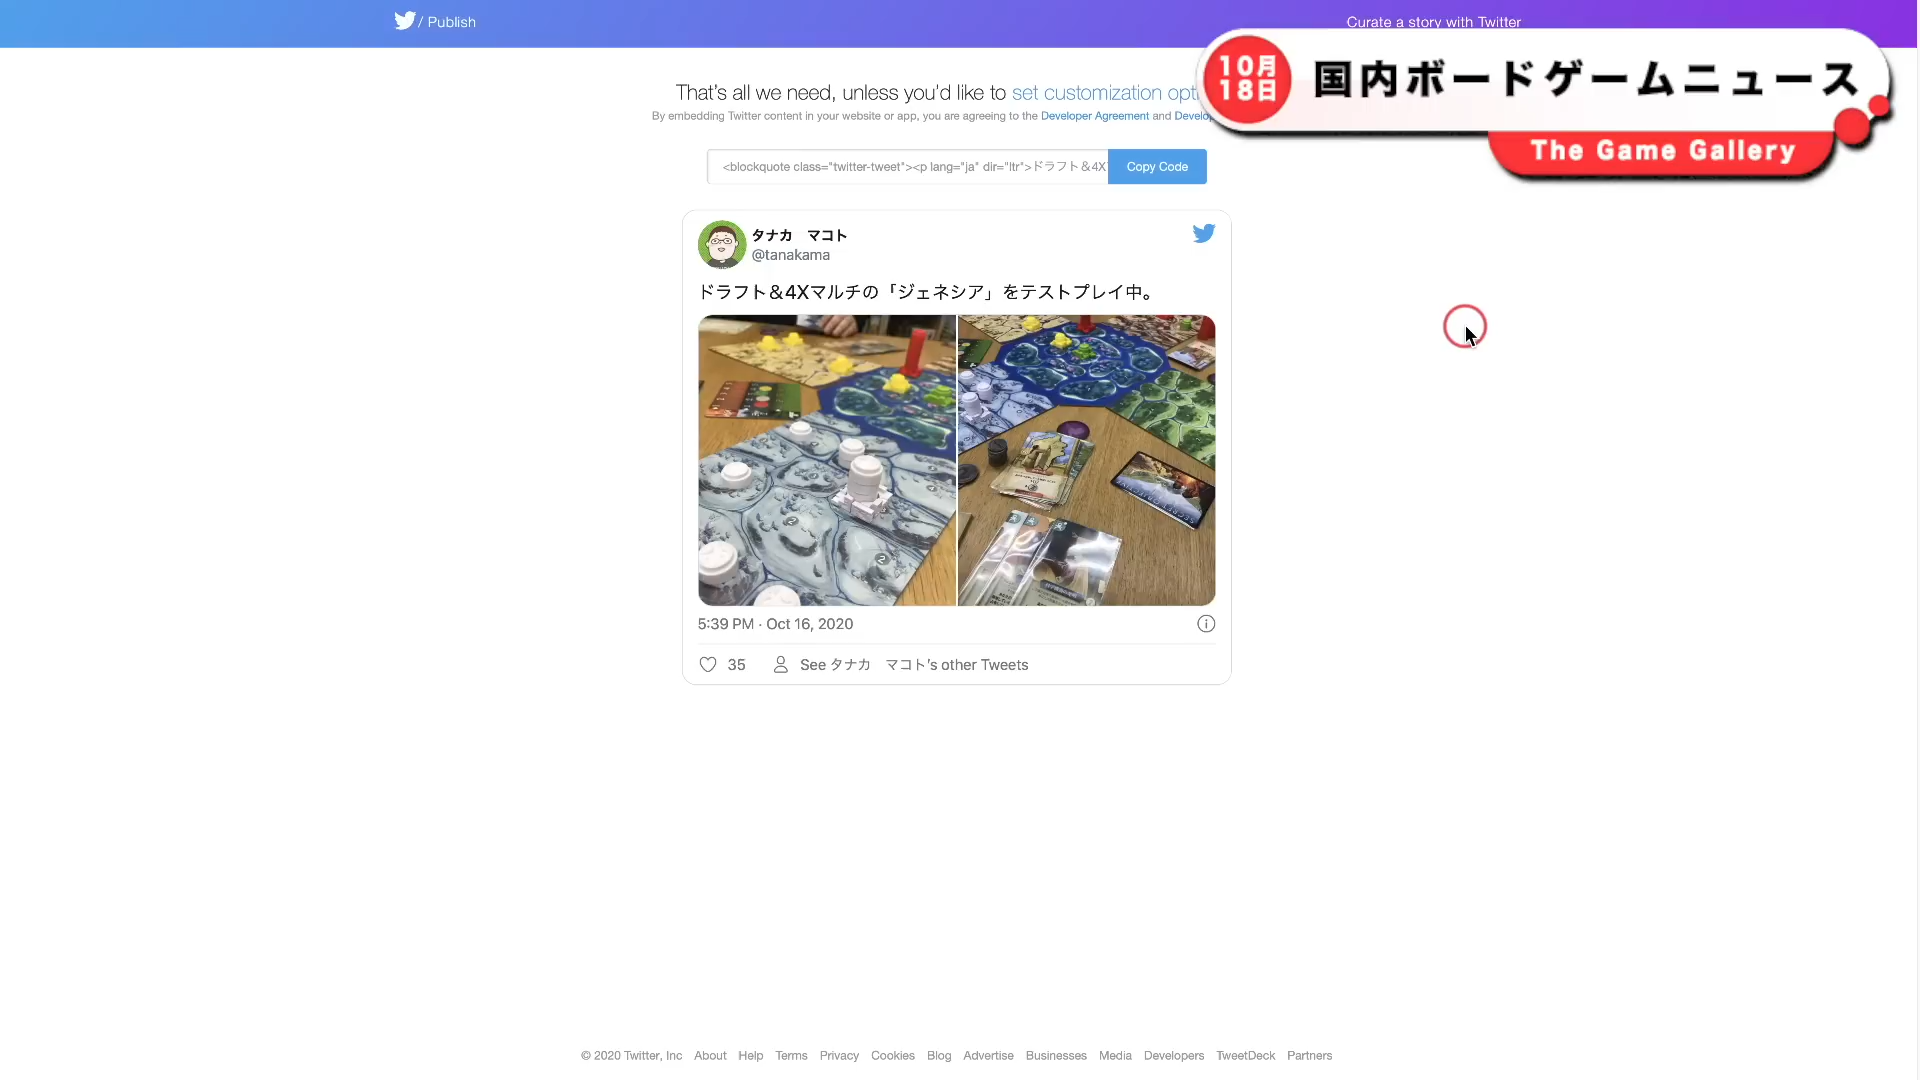 / Publish
Curate a story with Twitter
10月
18日
国内ボードゲームニュース
The Game Gallery
That's all we need, unless you'd like to set customization opt
By embedding Twitter content in your website or app, you are agreeing to the Developer Agreement and Develop
<blockquote class="twitter-tweet"><p lang="ja" dir="ltr">ドラフト&4X
Copy Code
タナカ　マコト
@tanakama
ドラフト&4Xマルチの「ジェネシア」をテストプレイ中。
5:39 PM · Oct 16, 2020
35
See タナカ　マコト's other Tweets
© 2020 Twitter, Inc About Help Terms Privacy Cookies Blog Advertise Businesses Media Developers TweetDeck Partners